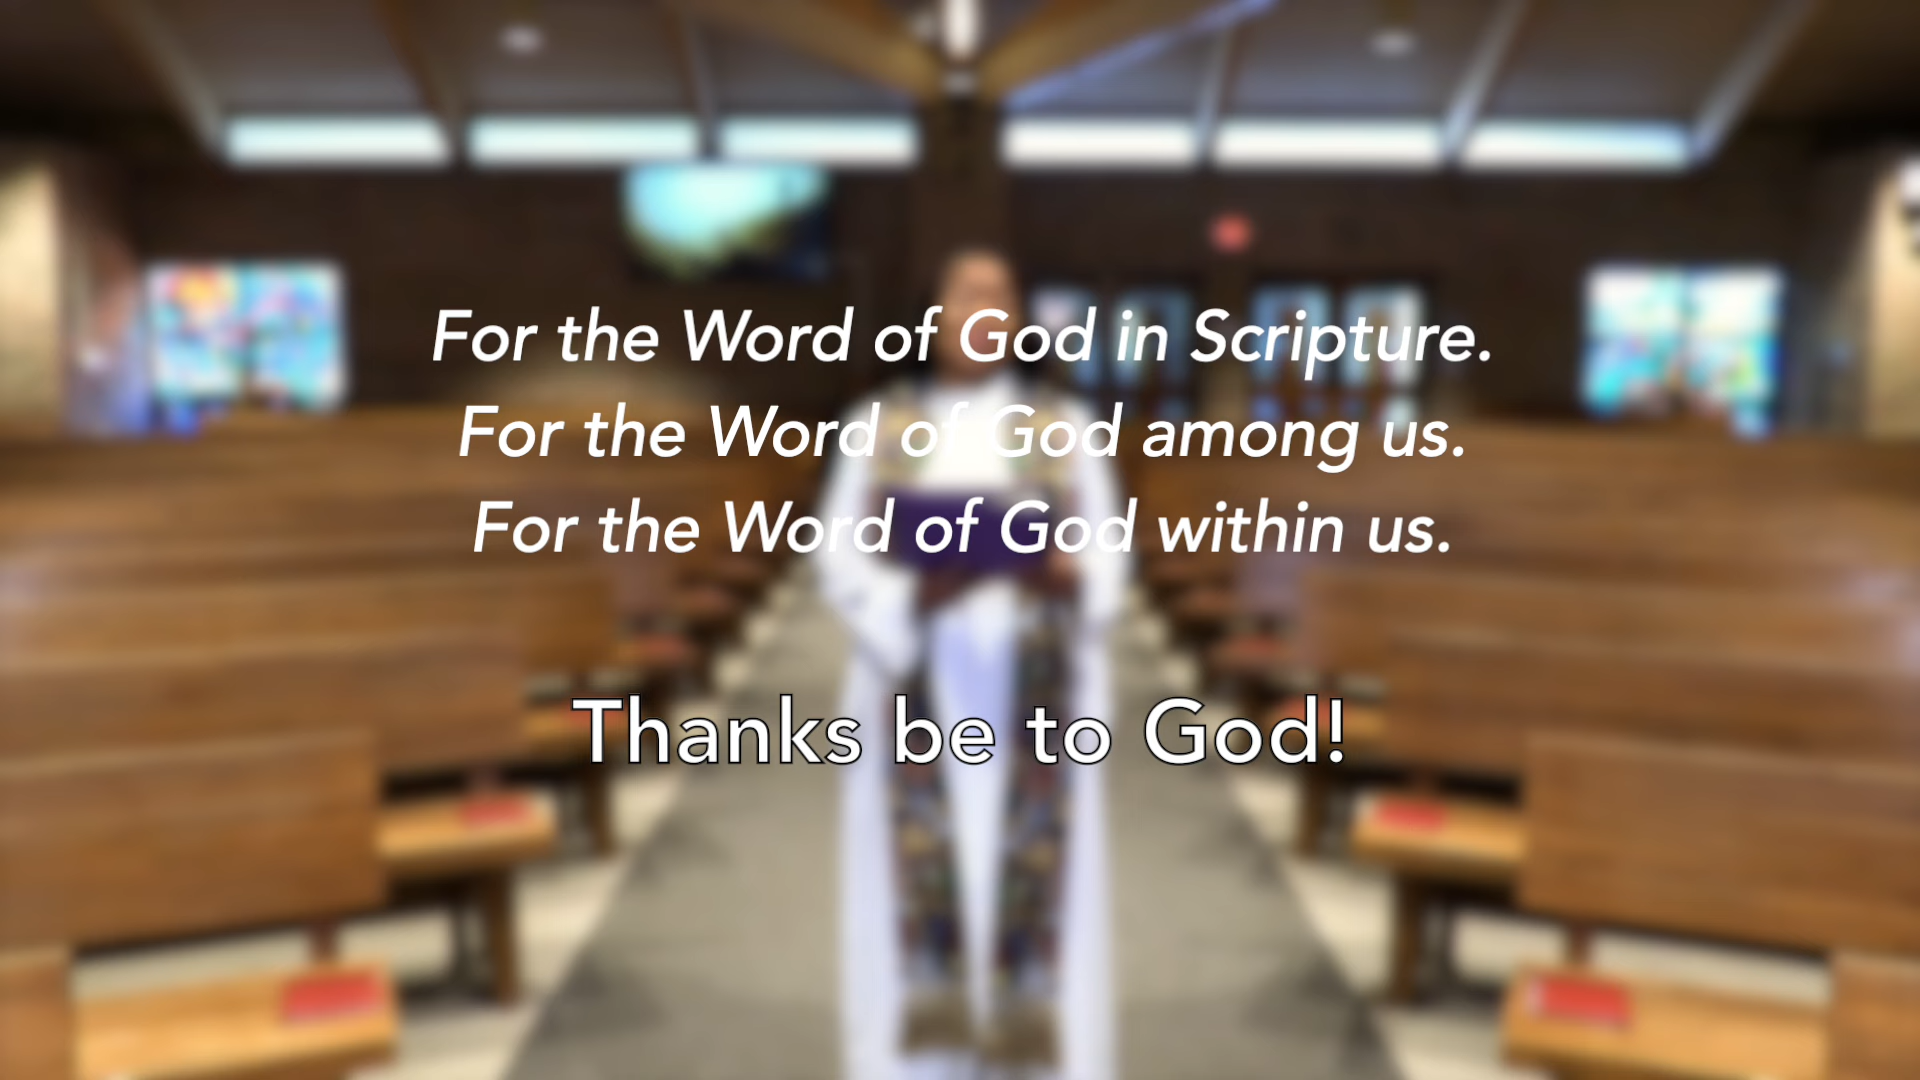 For the Word of God in Scripture.
For the Word of God among us.
For the Word of God within us.
Thanks be to God!